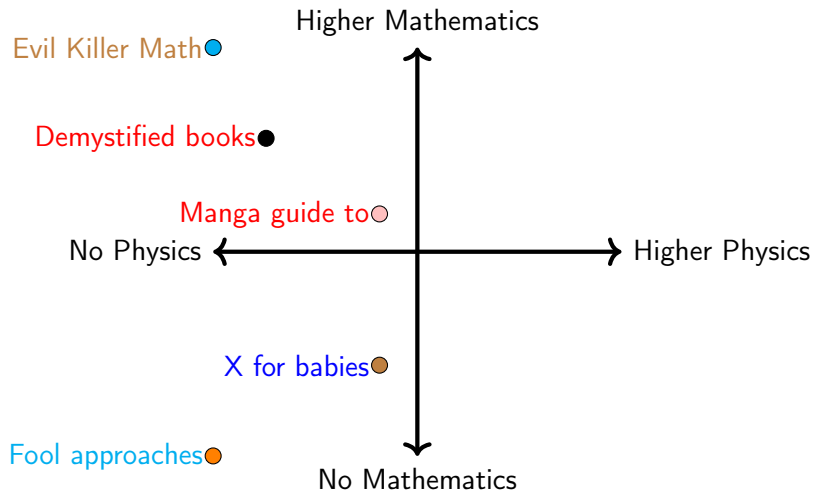 Higher Mathematics
Evil Killer Math
Demystified books
Manga guide to
No Physics
Higher Physics
X for babies
Fool approaches
No Mathematics